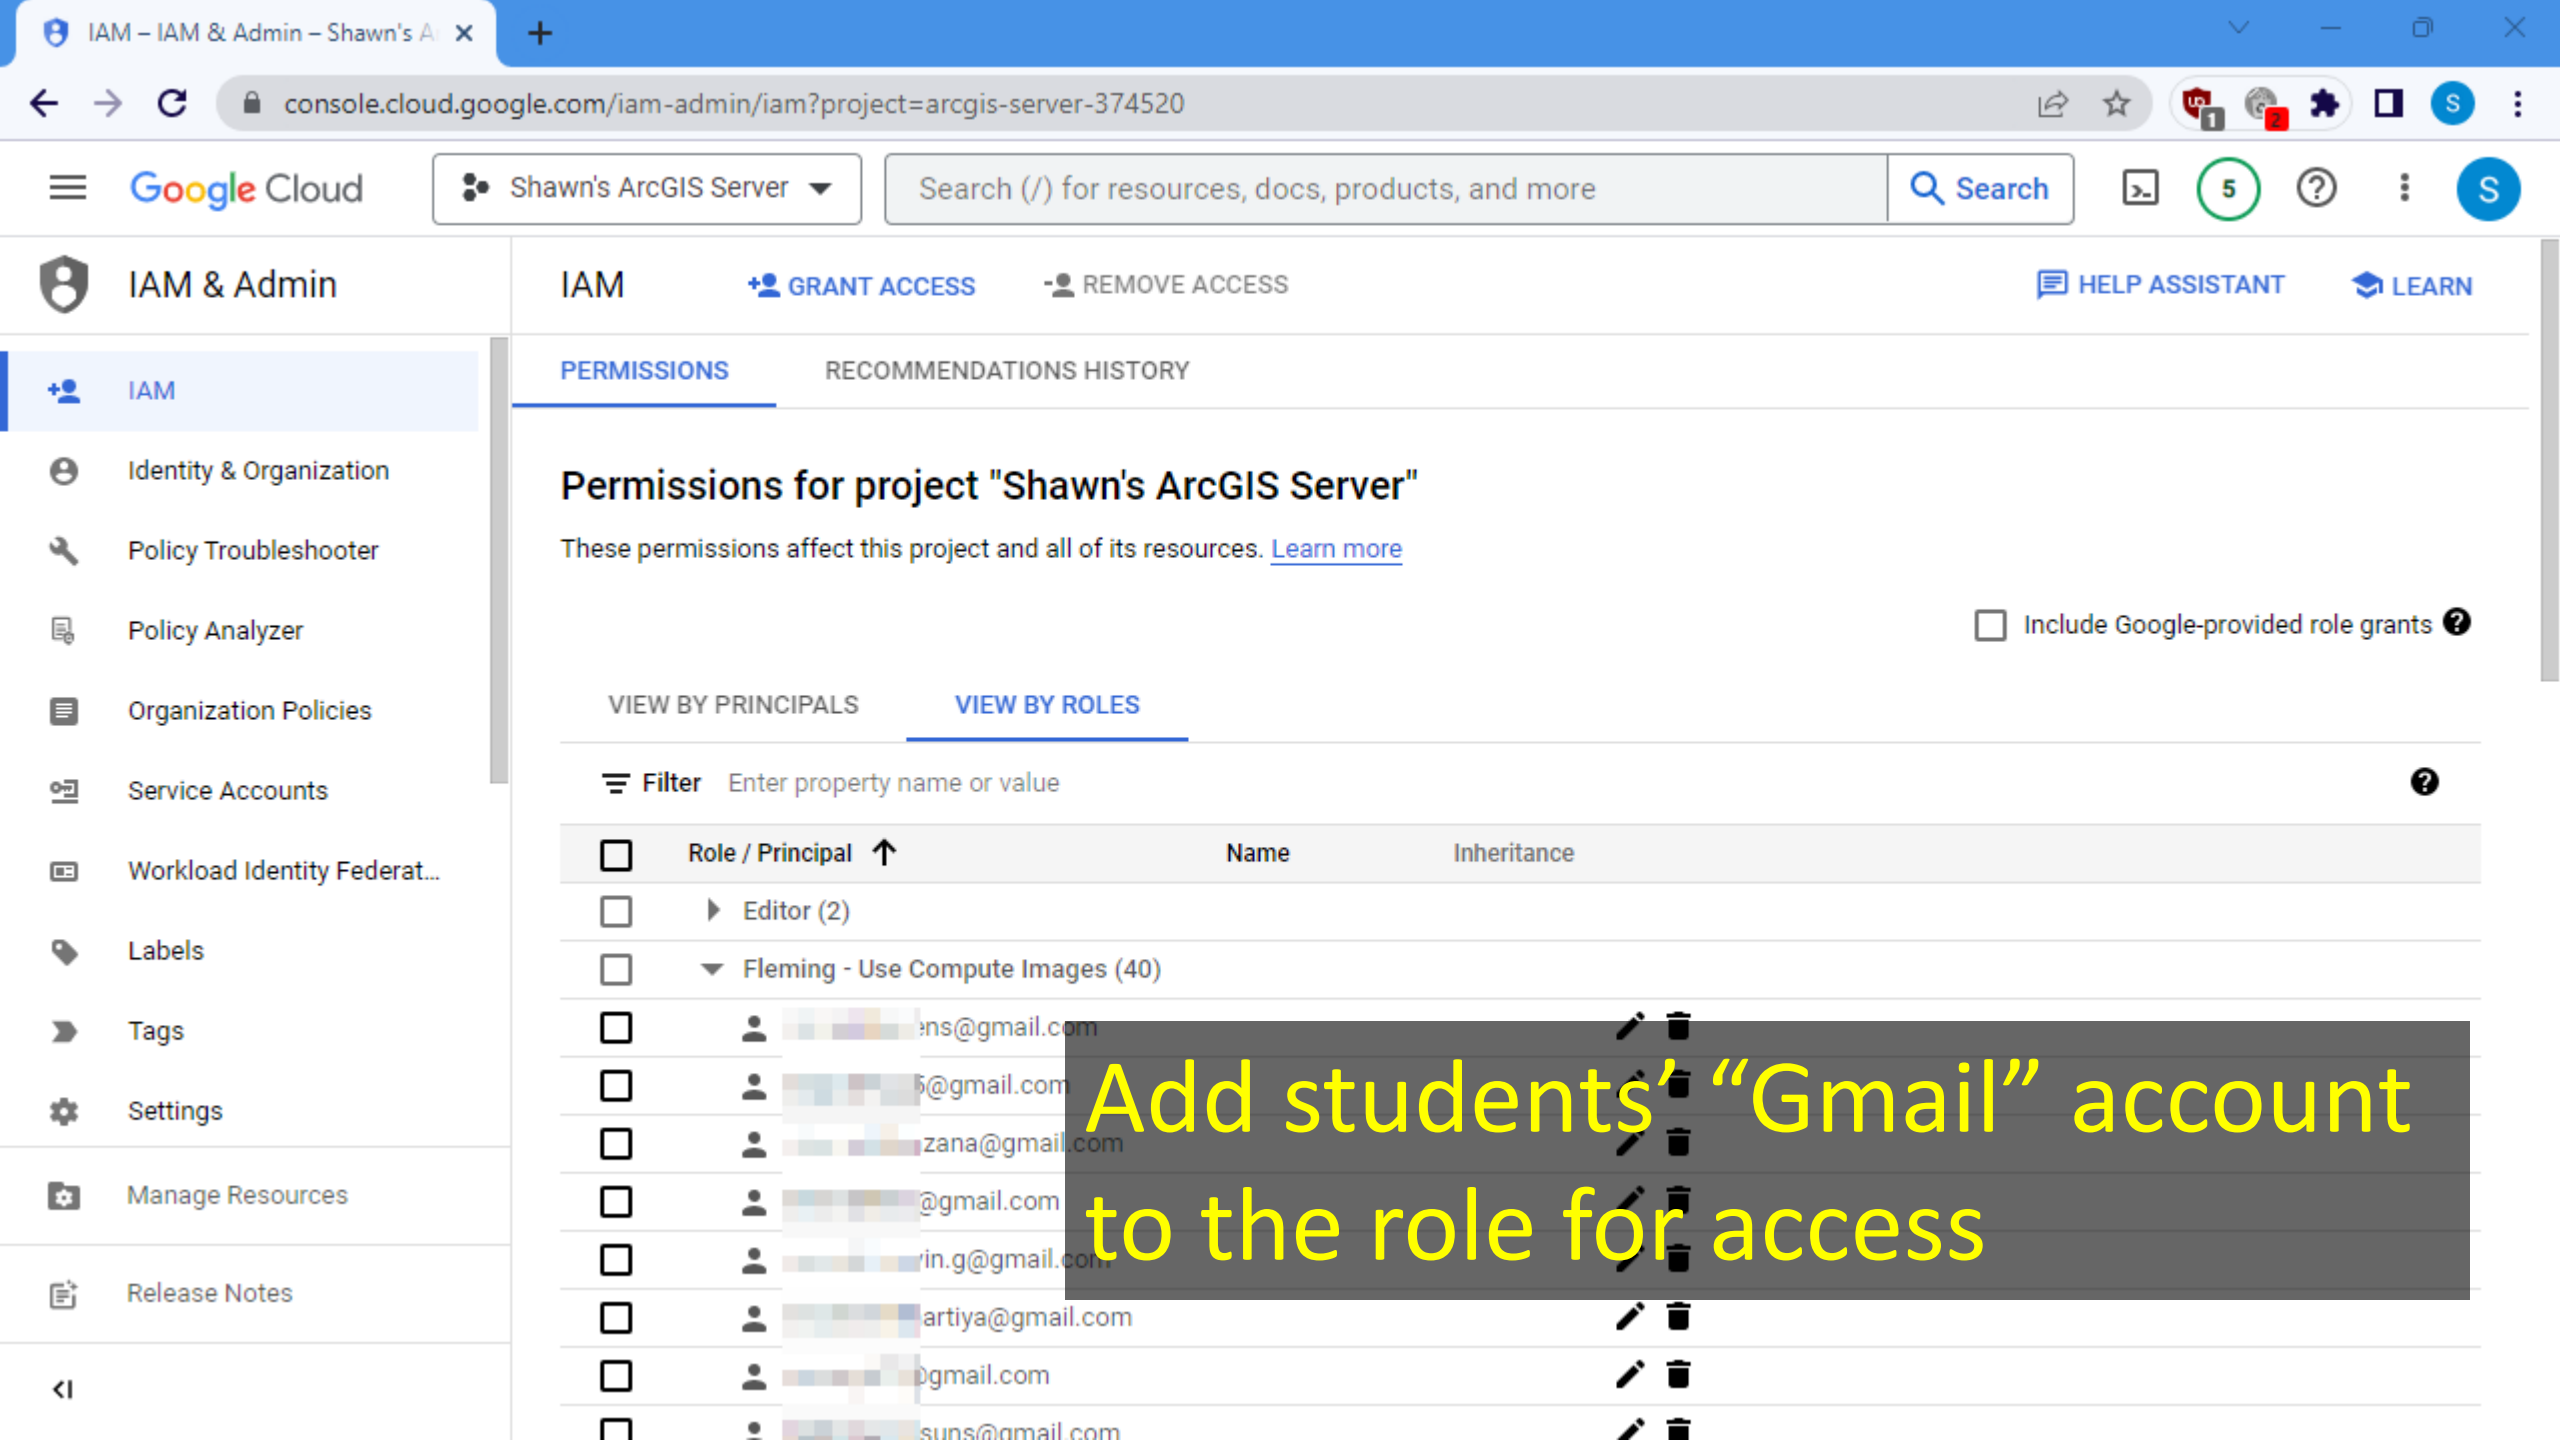 IAM – IAM & Admin – Shawn's A
console.cloud.google.com/iam-admin/iam?project=arcgis-server-374520
1
2
S
Google Cloud
Shawn's ArcGIS Server
Search (/) for resources, docs, products, and more
Search
5
S
IAM & Admin
IAM
GRANT ACCESS
REMOVE ACCESS
HELP ASSISTANT
LEARN
IAM
Identity & Organization
Policy Troubleshooter
Policy Analyzer
Organization Policies
Service Accounts
Workload Identity Federat...
Labels
Tags
Settings
Manage Resources
Release Notes
PERMISSIONS
RECOMMENDATIONS HISTORY
Permissions for project "Shawn's ArcGIS Server"
These permissions affect this project and all of its resources. Learn more
Include Google-provided role grants
VIEW BY PRINCIPALS
VIEW BY ROLES
Filter Enter property name or value
Role / Principal
Name
Inheritance
Editor (2)
Fleming - Use Compute Images (40)
ens@gmail.com
@gmail.com
zana@gmail.com
@gmail.com
in.g@gmail.com
artiya@gmail.com
@gmail.com
suns@gmail.com
Add students’ “Gmail” account
to the role for access